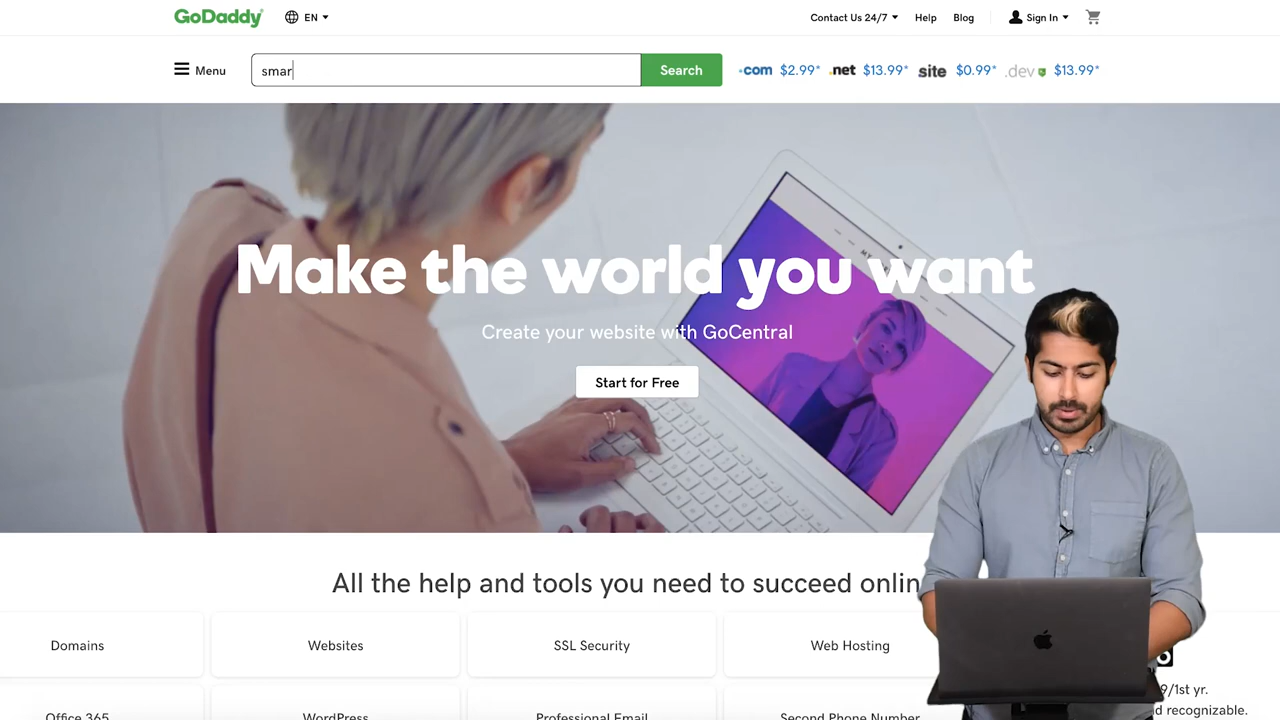 GoDaddy EN Contact Us 24/7 Help Blog Sign In
Menu smar Search .com $2.99* .net $13.99* site $0.99* .dev $13.99*
MY
Make the world you want
Create your website with GoCentral
Start for Free
All the help and tools you need to succeed onlin
Domains Websites SSL Security Web Hosting
9/1st yr.
Office 365 WordPress Professional Email Second Phone Number
d recognizable.